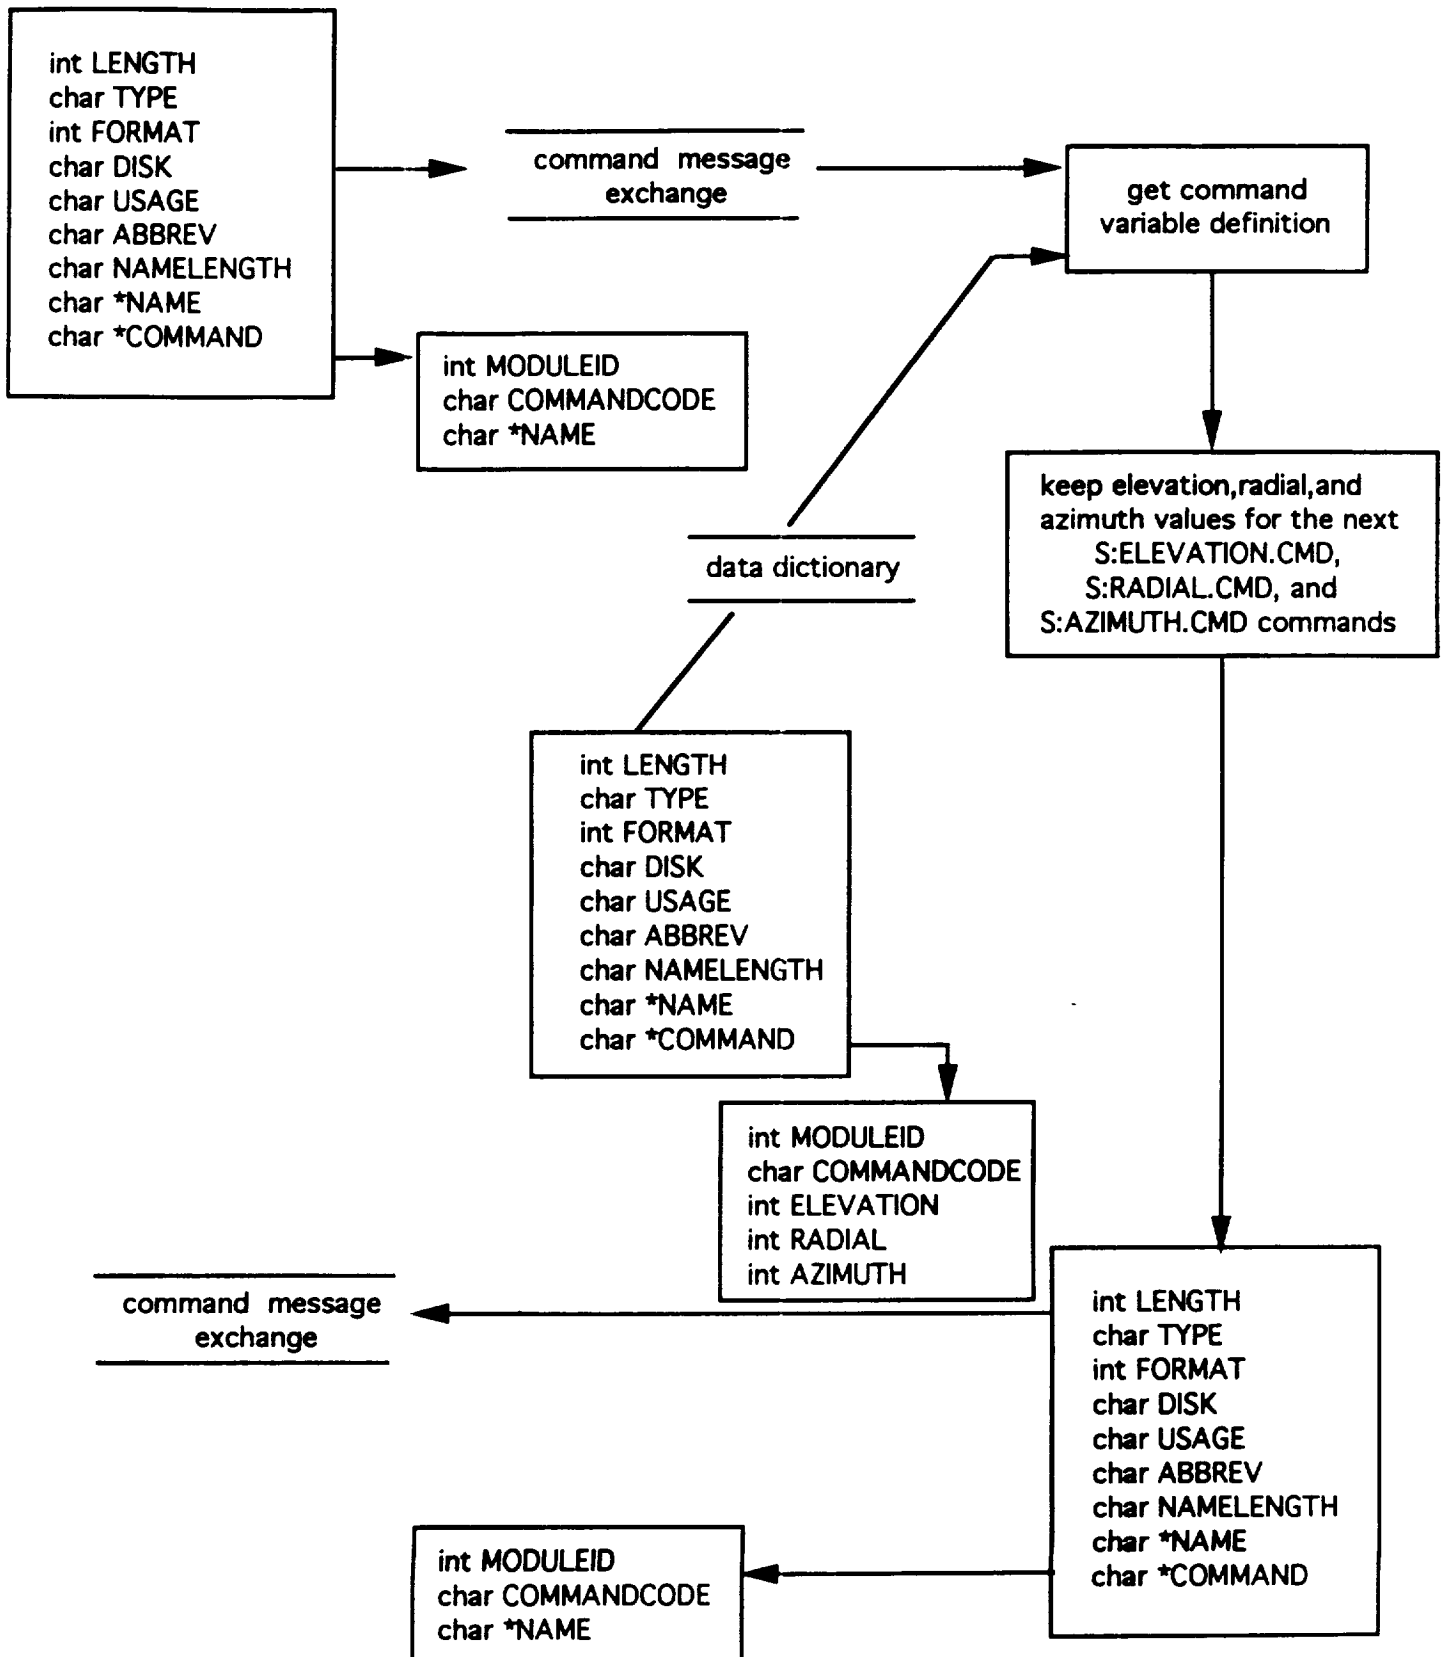 int LENGTH
char TYPE
int FORMAT
char DISK
char USAGE
char ABBREV
char NAMELENGTH
char *NAME
char *COMMAND
command message
exchange
get command
variable definition
int MODULEID
char COMMANDCODE
char *NAME
keep elevation,radial,and
azimuth values for the next
S:ELEVATION.CMD,
S:RADIAL.CMD, and
S:AZIMUTH.CMD commands
data dictionary
int LENGTH
char TYPE
int FORMAT
char DISK
char USAGE
char ABBREV
char NAMELENGTH
char *NAME
char *COMMAND
int MODULEID
char COMMANDCODE
int ELEVATION
int RADIAL
int AZIMUTH
command message
exchange
int LENGTH
char TYPE
int FORMAT
char DISK
char USAGE
char ABBREV
char NAMELENGTH
char *NAME
char *COMMAND
int MODULEID
char COMMANDCODE
char *NAME